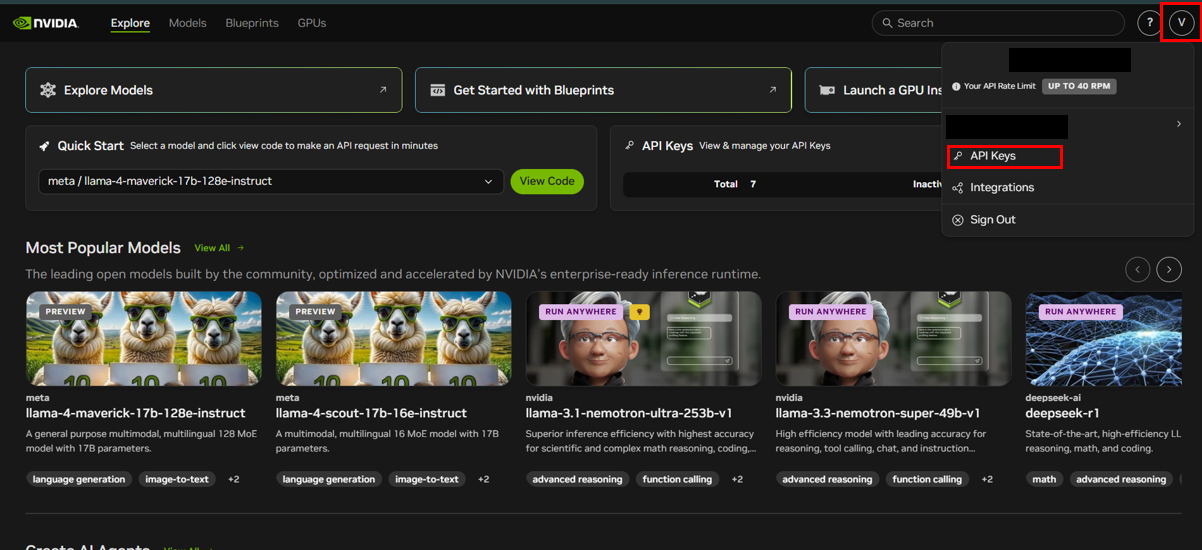 NVIDIA.
Explore
Models
Blueprints
GPUs
Search
?
V
Explore Models
Get Started with Blueprints
Launch a GPU Ins
Your API Rate Limit
UP TO 40 RPM
API Keys
Integrations
Sign Out
Quick Start Select a model and click view code to make an API request in minutes
meta / llama-4-maverick-17b-128e-instruct
View Code
API Keys View & manage your API Keys
Total 7
Inactiv
Most Popular Models View All
The leading open models built by the community, optimized and accelerated by NVIDIA's enterprise-ready inference runtime.
PREVIEW
10 10 10
meta
llama-4-maverick-17b-128e-instruct
A general purpose multimodal, multilingual 128 MoE
model with 17B parameters.
language generation
image-to-text
+2
PREVIEW
10 10 10
meta
llama-4-scout-17b-16e-instruct
A multimodal, multilingual 16 MoE model with 17B
parameters.
language generation
image-to-text
+2
RUN ANYWHERE
nvidia
llama-3.1-nemotron-ultra-253b-v1
Superior inference efficiency with highest accuracy
for scientific and complex math reasoning, coding,...
advanced reasoning
function calling
+2
RUN ANYWHERE
nvidia
llama-3.3-nemotron-super-49b-v1
High efficiency model with leading accuracy for
reasoning, tool calling, chat, and instruction...
advanced reasoning
function calling
+2
RUN ANYWHERE
deepseek-ai
deepseek-r1
State-of-the-art, high-efficiency LL
reasoning, math, and coding.
math
advanced reasoning
Create AI Agents View All